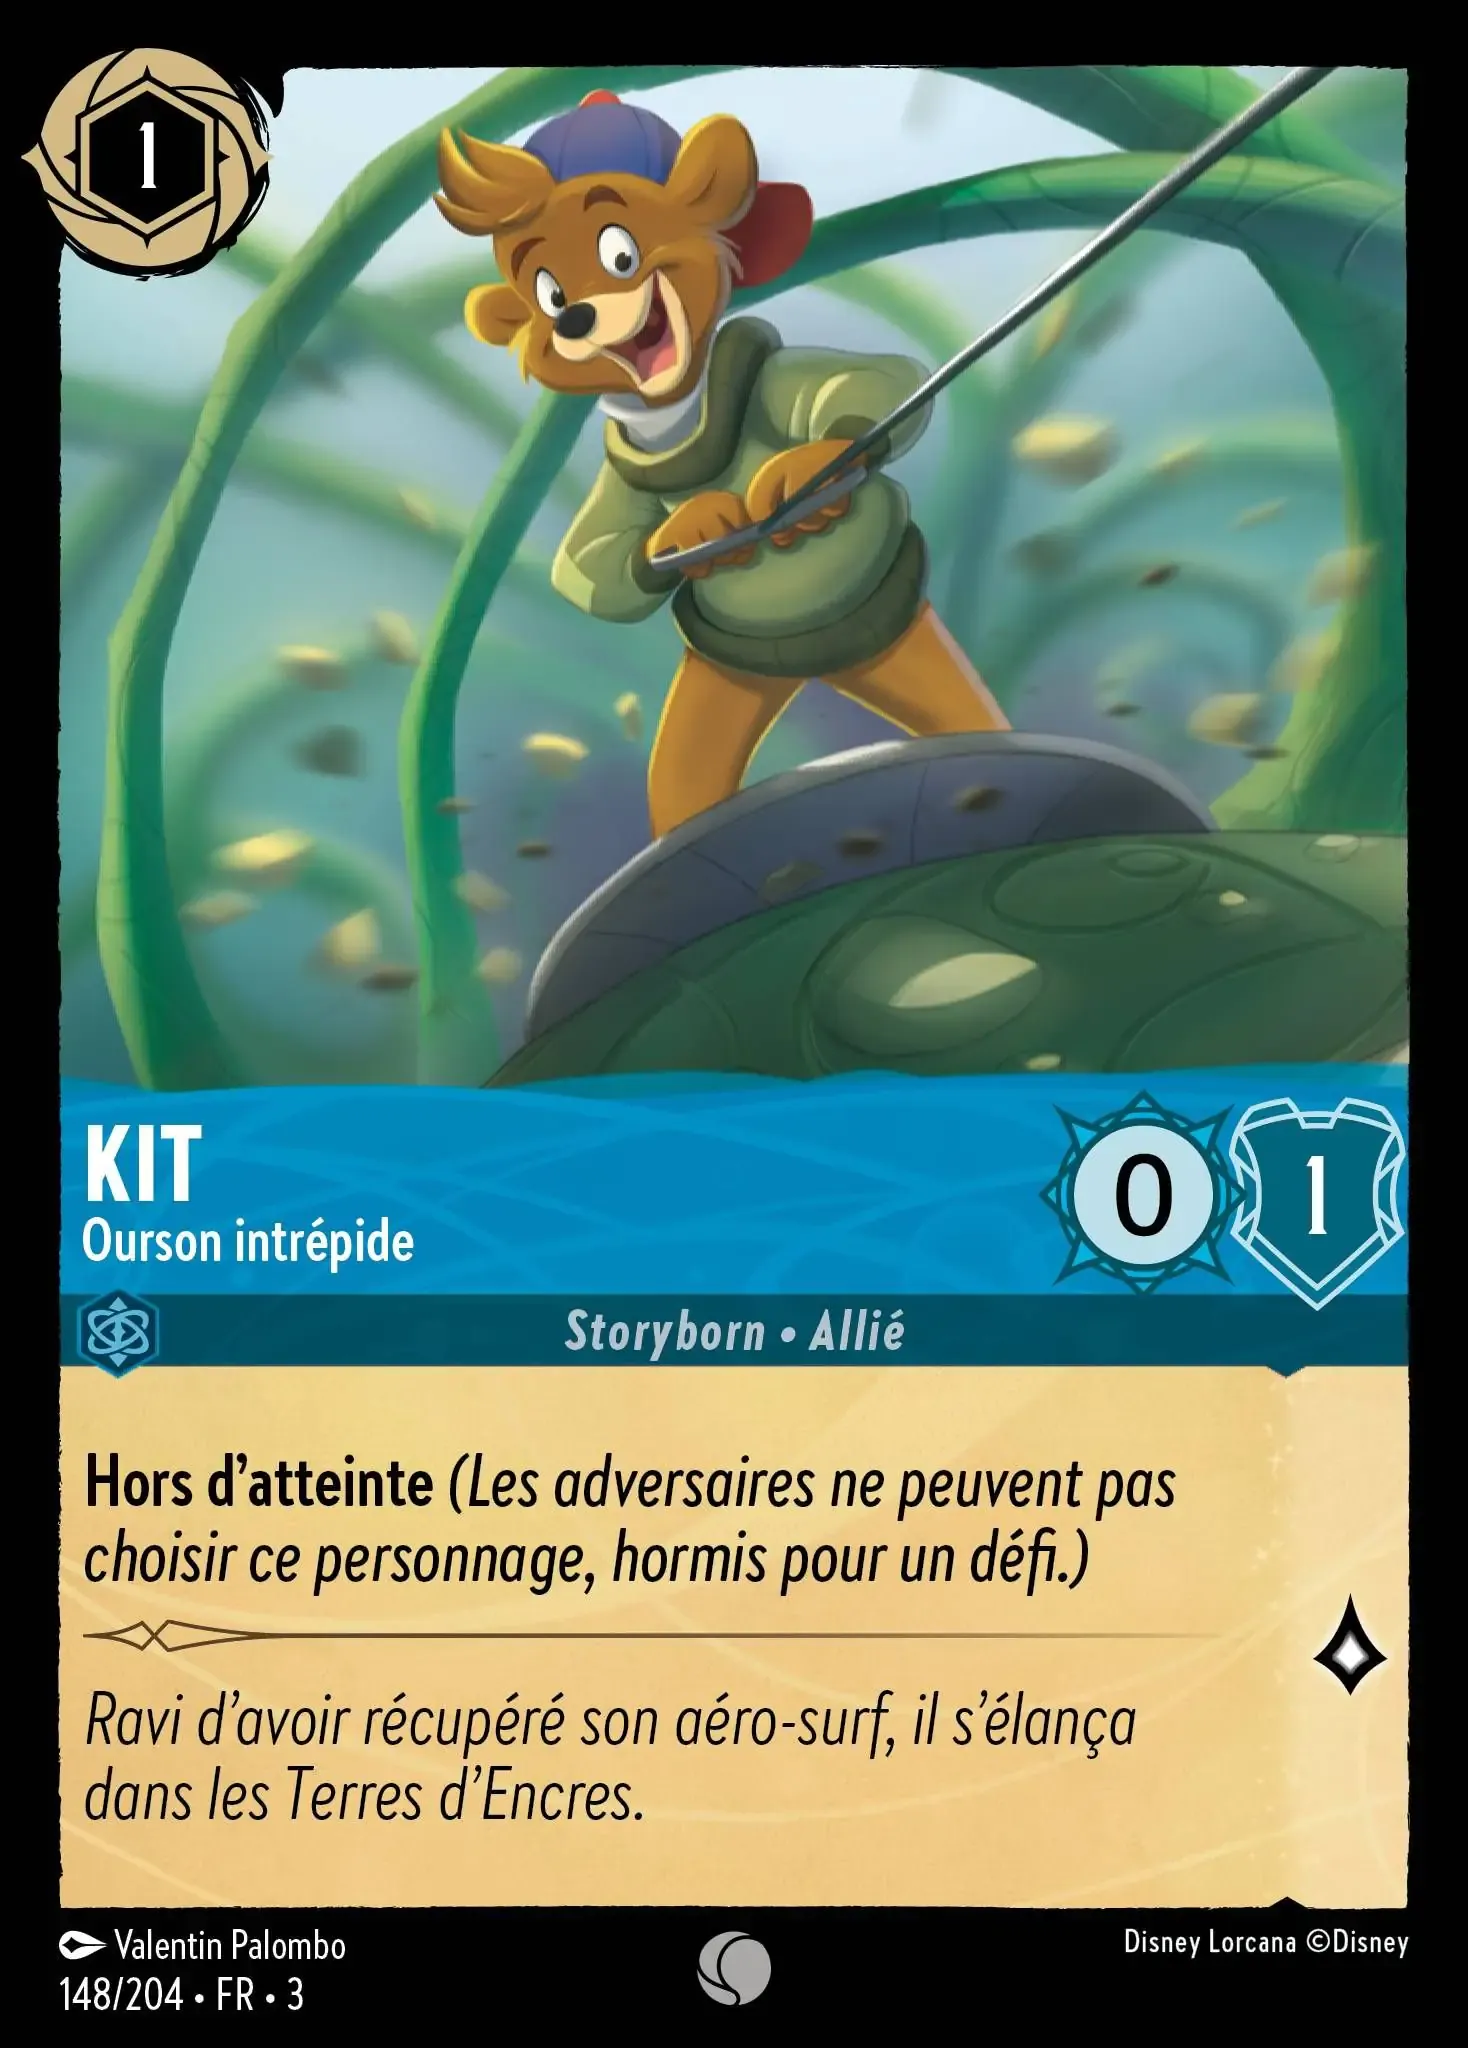 1
KIT
Ourson intrépide
0
1
Storyborn • Allié
Hors d'atteinte (Les adversaires ne peuvent pas
choisir ce personnage, hormis pour un défi.)
Ravi d'avoir récupéré son aéro-surf, il s'élança
dans les Terres d'Encres.
Valentin Palombo
148/204 • FR • 3
Disney Lorcana ©Disney